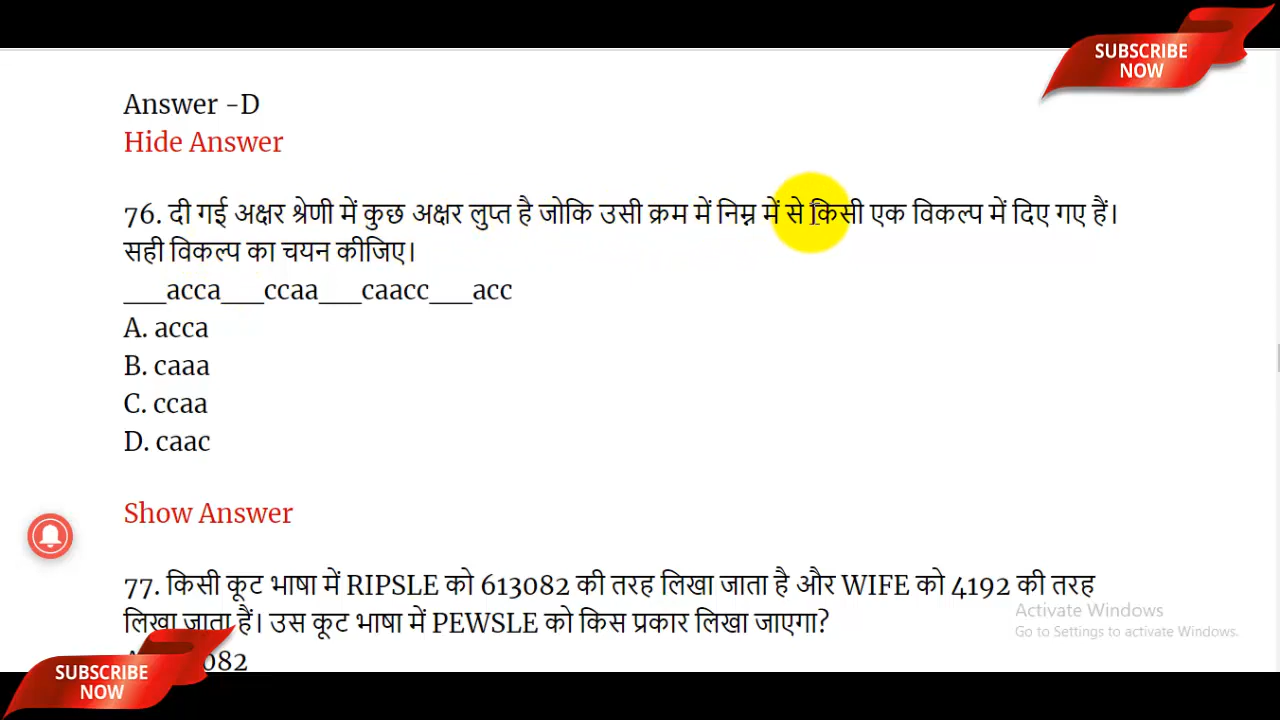 SUBSCRIBE
NOW
Answer -D
Hide Answer
76. दी गई अक्षर श्रेणी में कुछ अक्षर लुप्त है जोकि उसी क्रम में निम्न में से किसी एक विकल्प में दिए गए हैं।
सही विकल्प का चयन कीजिए।
___acca___ccaa___caacc___acc
A. acca
B. caaa
C. ccaa
D. caac
Show Answer
77. किसी कूट भाषा में RIPSLE को 613082 की तरह लिखा जाता है और WIFE को 4192 की तरह
लिखा जाता हैं। उस कूट भाषा में PEWSLE को किस प्रकार लिखा जाएगा?
Activate Windows
Go to Settings to activate Windows.
082
SUBSCRIBE
NOW